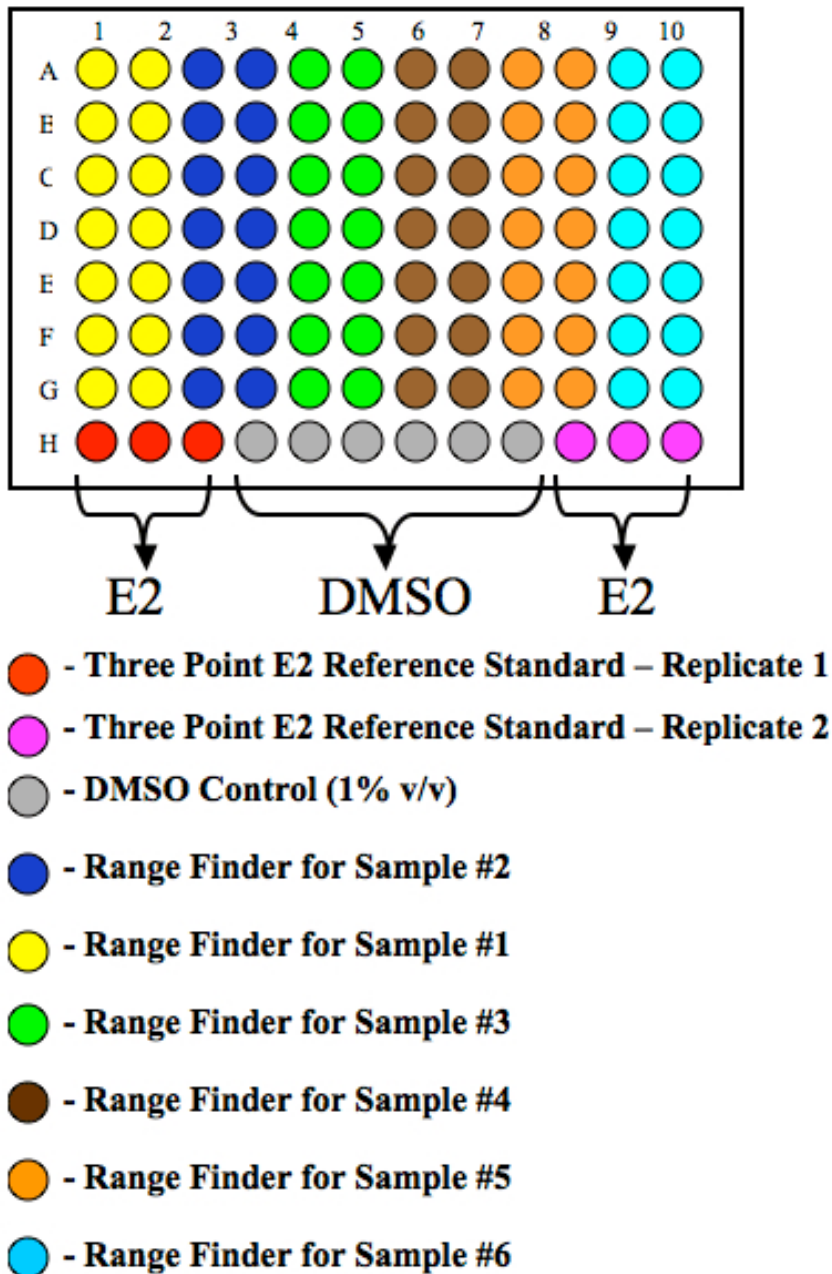 1 2 3 4 5 6 7 8 9 10
A
E
C
D
E
F
G
H
E2 DMSO E2
- Three Point E2 Reference Standard – Replicate 1
- Three Point E2 Reference Standard – Replicate 2
- DMSO Control (1% v/v)
- Range Finder for Sample #2
- Range Finder for Sample #1
- Range Finder for Sample #3
- Range Finder for Sample #4
- Range Finder for Sample #5
- Range Finder for Sample #6